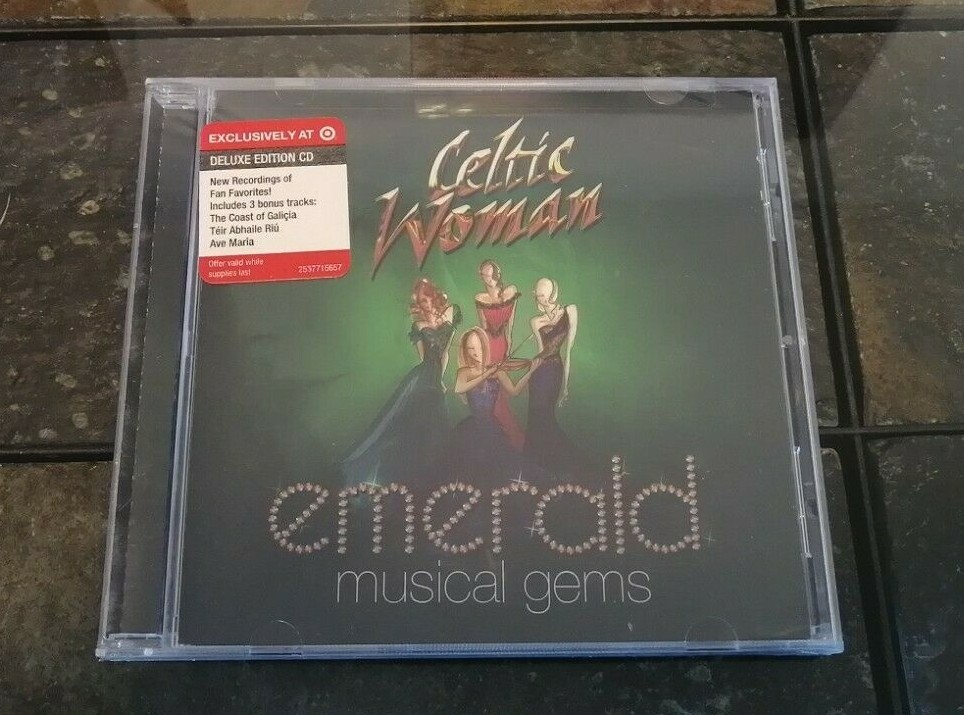 EXCLUSIVELY AT
DELUXE EDITION CD
New Recordings of
Fan Favorites!
Includes 3 bonus tracks:
The Coast of Galiçia
Téir Abhaile Riú
Ave Maria
Offer valid while
supplies last
2537715657
Celtic
Woman
emerald
musical gems